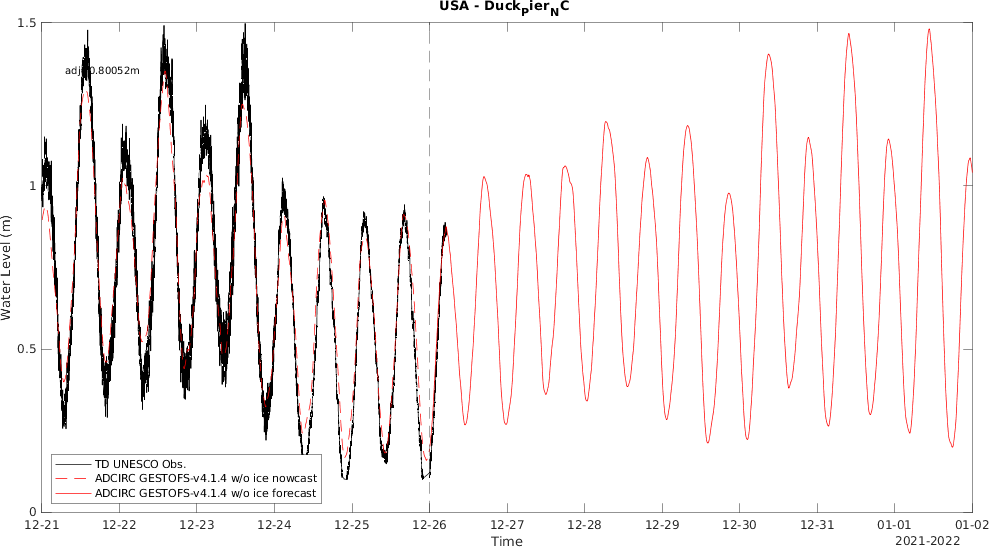 USA - DuckPierNC
1.5
1
0.5
0
Water Level (m)
adj: 0.80052m
TD UNESCO Obs.
ADCIRC GESTOFS-v4.1.4 w/o ice nowcast
ADCIRC GESTOFS-v4.1.4 w/o ice forecast
12-21 12-22 12-23 12-24 12-25 12-26 12-27 12-28 12-29 12-30 12-31 01-01 01-02
Time
2021-2022